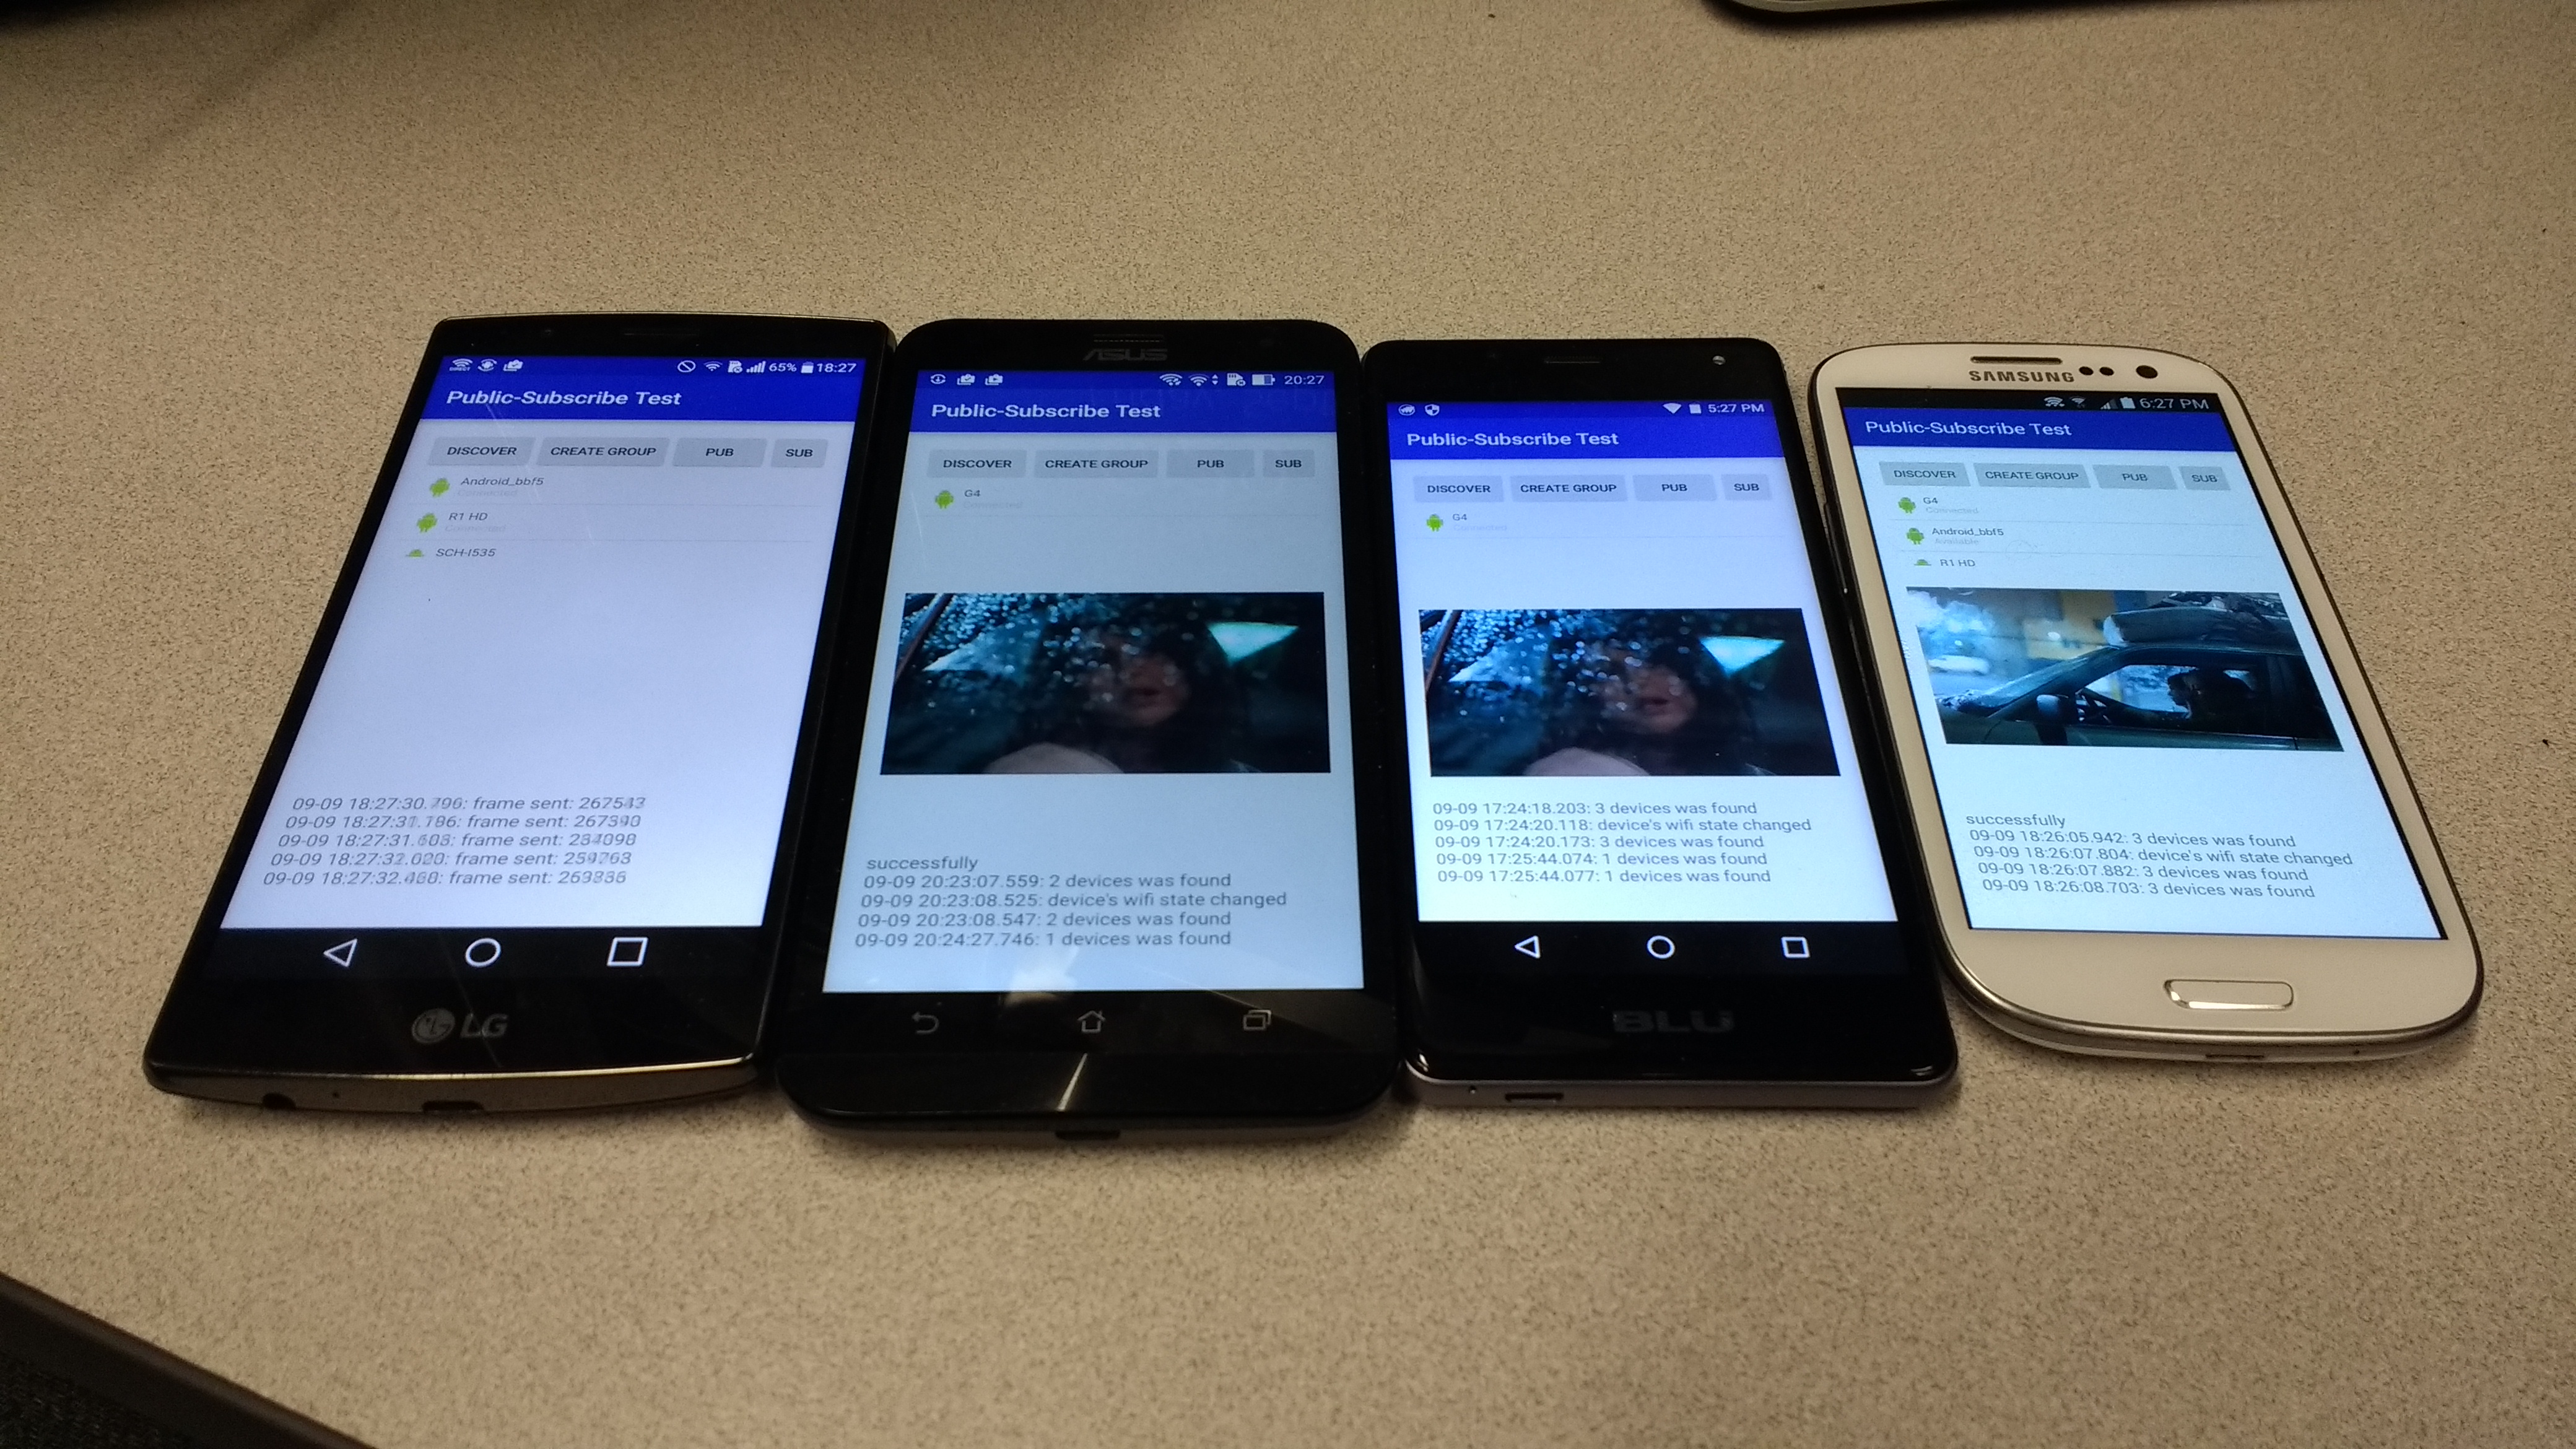 65% 18:27
Public-Subscribe Test
DISCOVER CREATE GROUP PUB SUB
Android_bbf5
Connected
R1 HD
Connected
SCH-I535
09-09 18:27:30. frame sent:
09-09 18:27:31.186: frame sent:
09-09 18:27:31. frame sent:
09-09 18:27:32. frame sent:
09-09 18:27:32. frame sent:
LG
ASUS
20:27
Public-Subscribe Test
DISCOVER CREATE GROUP PUB SUB
G4
Connected
successfully
09-09 20:23:07.559: 2 devices was found
09-09 20:23:08.525: device's wifi state changed
09-09 20:23:08.547: 2 devices was found
09-09 20:24:27.746: 1 devices was found
5:27 PM
Public-Subscribe Test
DISCOVER CREATE GROUP PUB SUB
G4
Connected
09-09 17:24:18.203: 3 devices was found
09-09 17:24:20.118: device's wifi state changed
09-09 17:24:20.173: 3 devices was found
09-09 17:25:44.074: 1 devices was found
09-09 17:25:44.077: 1 devices was found
BLU
SAMSUNG
6:27 PM
Public-Subscribe Test
DISCOVER CREATE GROUP PUB SUB
G4
Connected
Android_bbf5
Available
R1 HD
successfully
09-09 18:26:05.942: 3 devices was found
09-09 18:26:07.804: device's wifi state changed
09-09 18:26:07.882: 3 devices was found
09-09 18:26:08.703: 3 devices was found